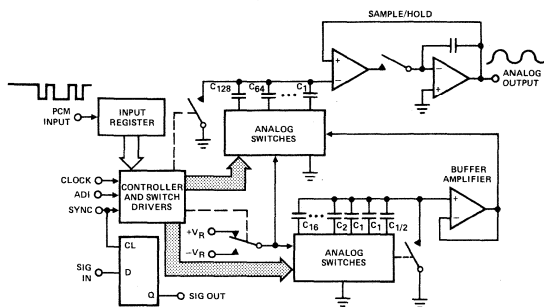 SAMPLE/HOLD
+
−
−
+
ANALOG
OUTPUT
C128 C64 ••• C1
PCM
INPUT
INPUT
REGISTER
ANALOG
SWITCHES
CLOCK
ADI
SYNC
CONTROLLER
AND SWITCH
DRIVERS
BUFFER
AMPLIFIER
+
−
+VR
−VR
C16 ••• C2 C1 C1 C1/2
ANALOG
SWITCHES
CL
SIG
IN
D
Q
SIG OUT